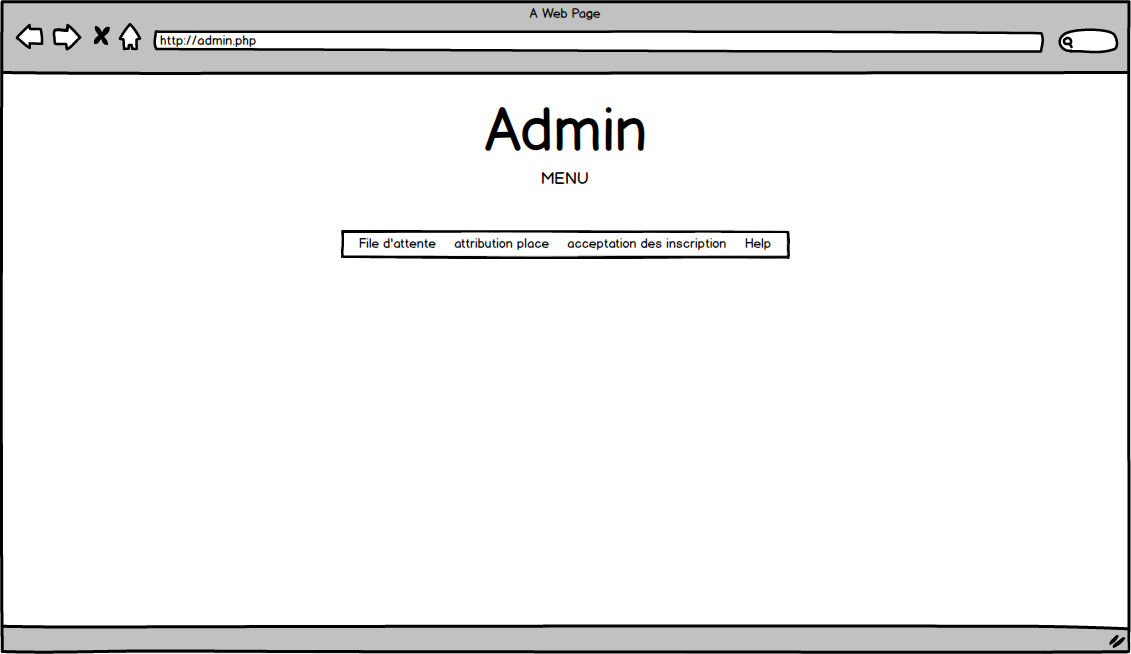 A Web Page
http://admin.php
Admin
MENU
File d'attente attribution place acceptation des inscription Help